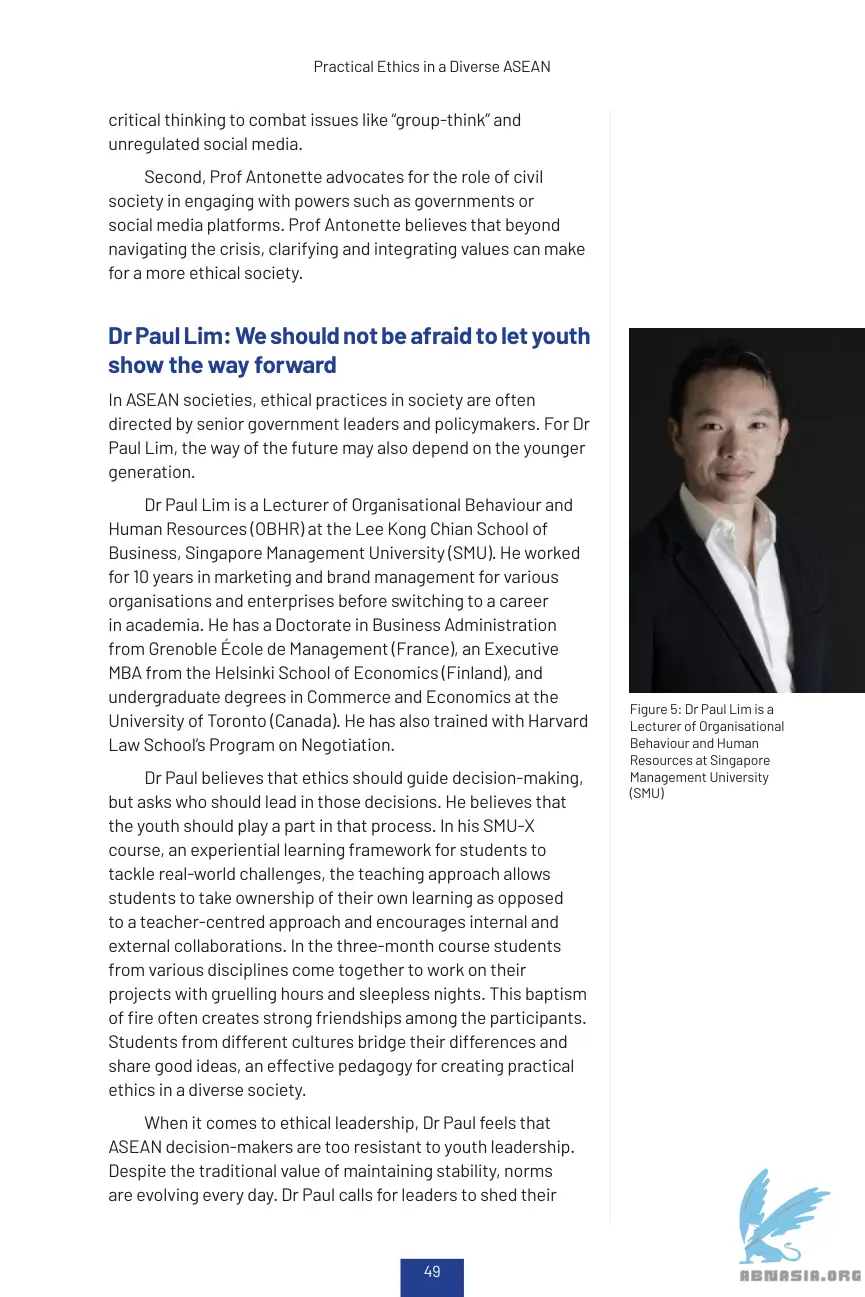 Practical Ethics in a Diverse ASEAN
critical thinking to combat issues like “group-think” and
unregulated social media.
Second, Prof Antonette advocates for the role of civil
society in engaging with powers such as governments or
social media platforms. Prof Antonette believes that beyond
navigating the crisis, clarifying and integrating values can make
for a more ethical society.
Dr Paul Lim: We should not be afraid to let youth
show the way forward
In ASEAN societies, ethical practices in society are often
directed by senior government leaders and policymakers. For Dr
Paul Lim, the way of the future may also depend on the younger
generation.
Dr Paul Lim is a Lecturer of Organisational Behaviour and
Human Resources (OBHR) at the Lee Kong Chian School of
Business, Singapore Management University (SMU). He worked
for 10 years in marketing and brand management for various
organisations and enterprises before switching to a career
in academia. He has a Doctorate in Business Administration
from Grenoble École de Management (France), an Executive
MBA from the Helsinki School of Economics (Finland), and
undergraduate degrees in Commerce and Economics at the
University of Toronto (Canada). He has also trained with Harvard
Law School’s Program on Negotiation.
Dr Paul believes that ethics should guide decision-making,
but asks who should lead in those decisions. He believes that
the youth should play a part in that process. In his SMU-X
course, an experiential learning framework for students to
tackle real-world challenges, the teaching approach allows
students to take ownership of their own learning as opposed
to a teacher-centred approach and encourages internal and
external collaborations. In the three-month course students
from various disciplines come together to work on their
projects with gruelling hours and sleepless nights. This baptism
of fire often creates strong friendships among the participants.
Students from different cultures bridge their differences and
share good ideas, an effective pedagogy for creating practical
ethics in a diverse society.
When it comes to ethical leadership, Dr Paul feels that
ASEAN decision-makers are too resistant to youth leadership.
Despite the traditional value of maintaining stability, norms
are evolving every day. Dr Paul calls for leaders to shed their
Figure 5: Dr Paul Lim is a
Lecturer of Organisational
Behaviour and Human
Resources at Singapore
Management University
(SMU)
49
ABNASIA.ORG